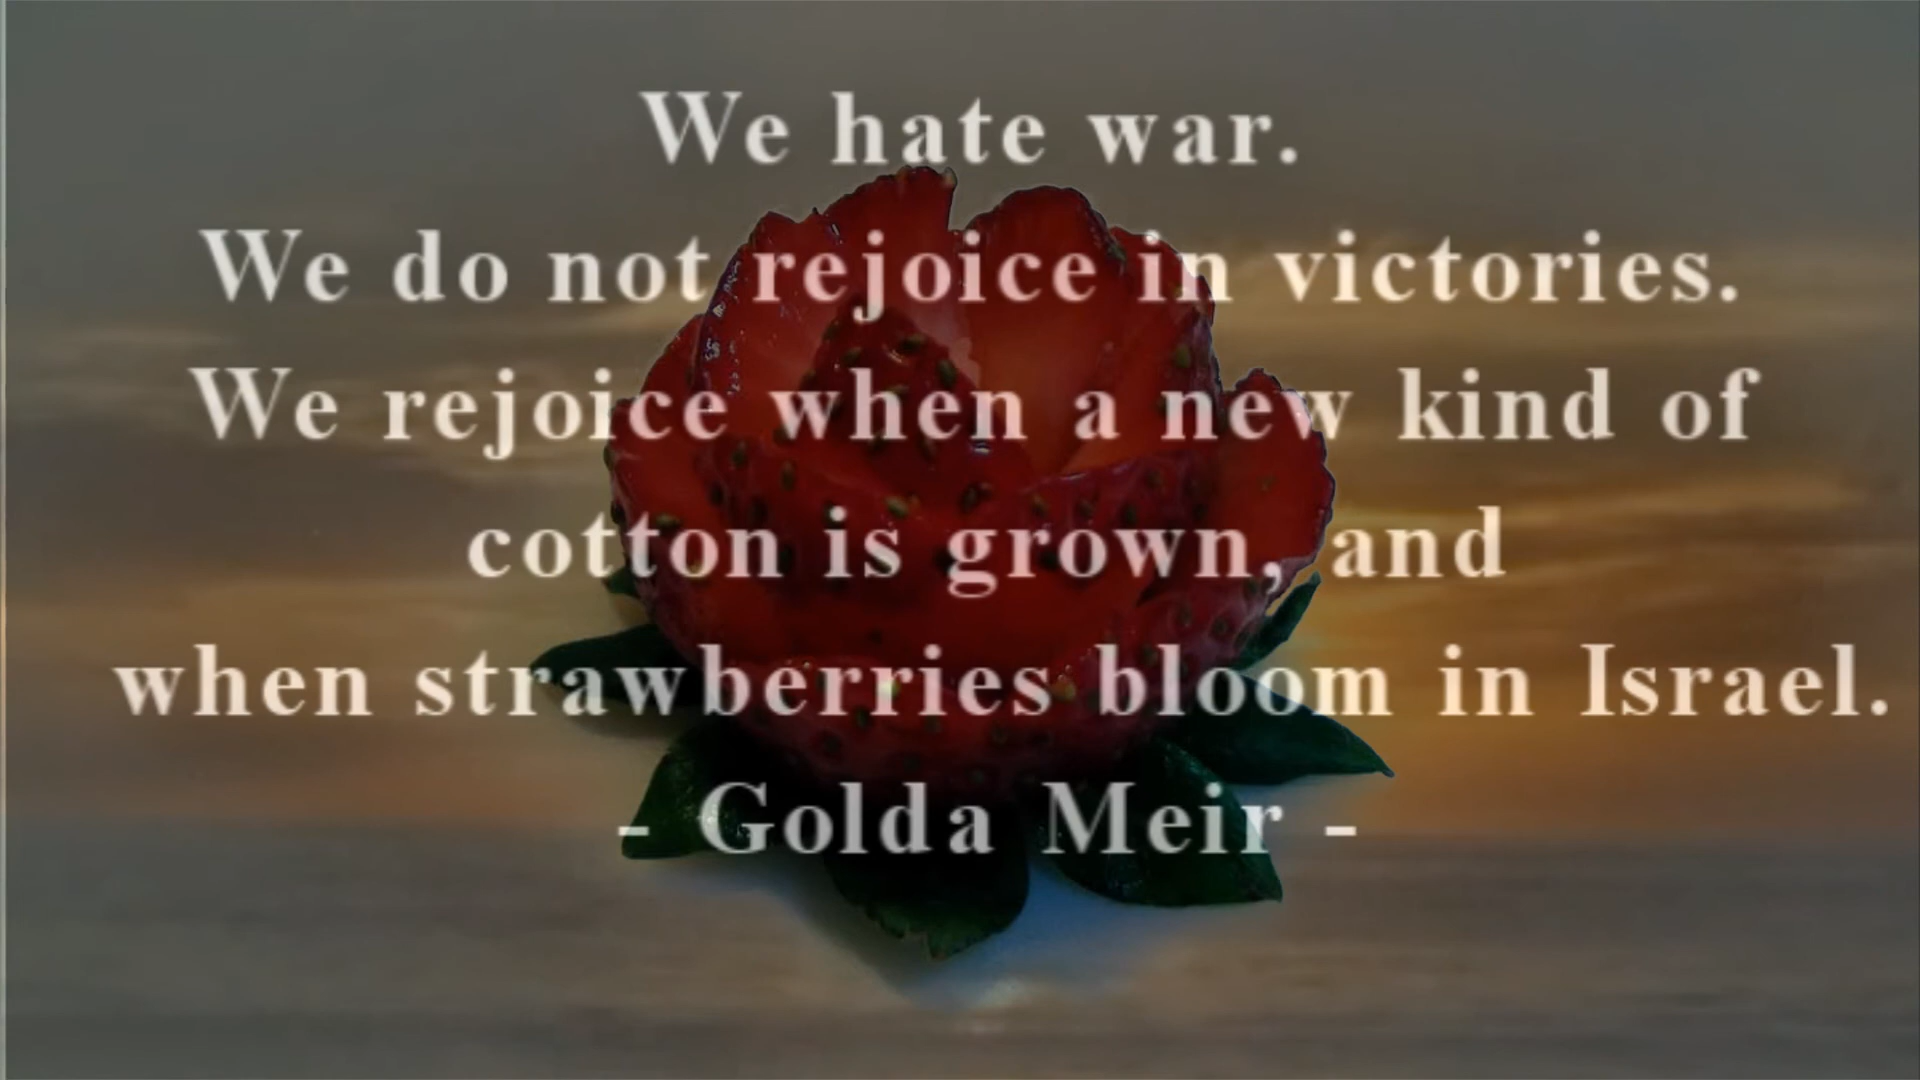 We hate war.
We do not rejoice in victories.
We rejoice when a new kind of
cotton is grown, and
when strawberries bloom in Israel.
- Golda Meir -